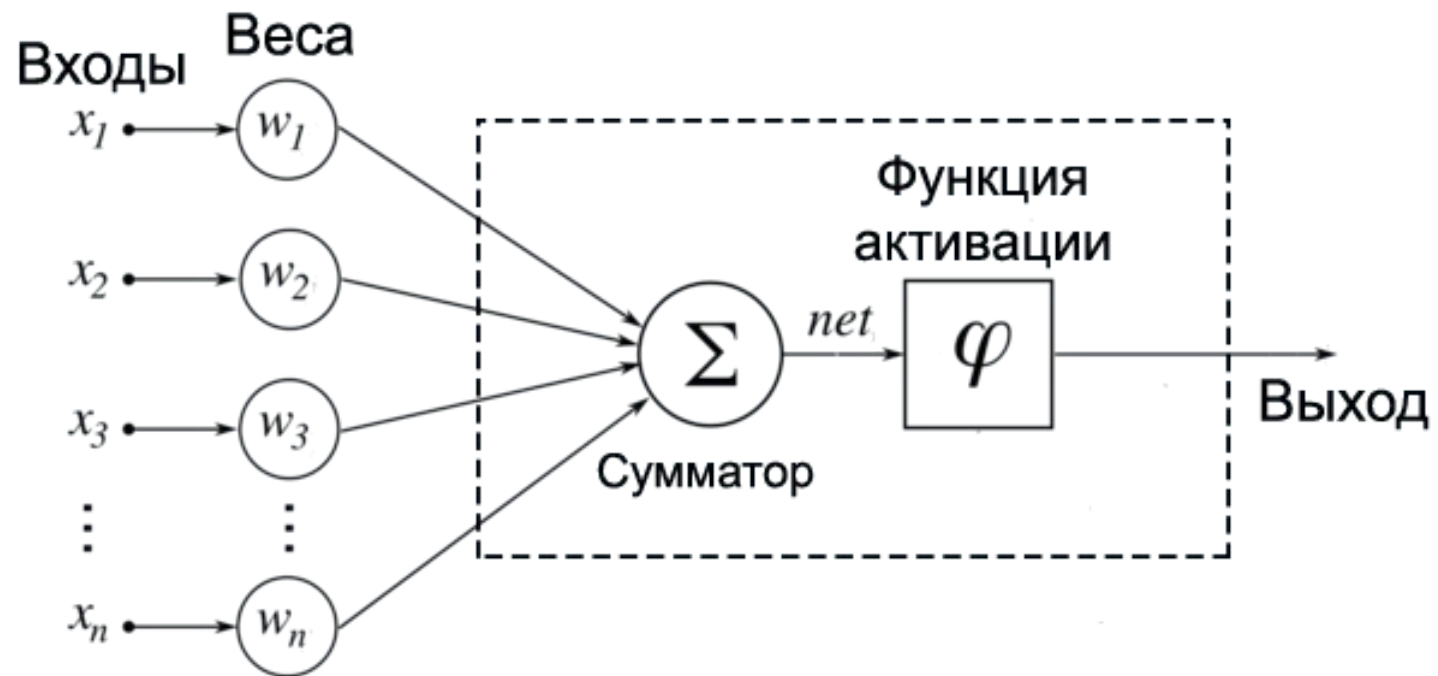 Веса
Входы
x1 w1
Функция
активации
x2 w2
net
Σ φ
Выход
x3 w3
Сумматор
⋮ ⋮
xn wn